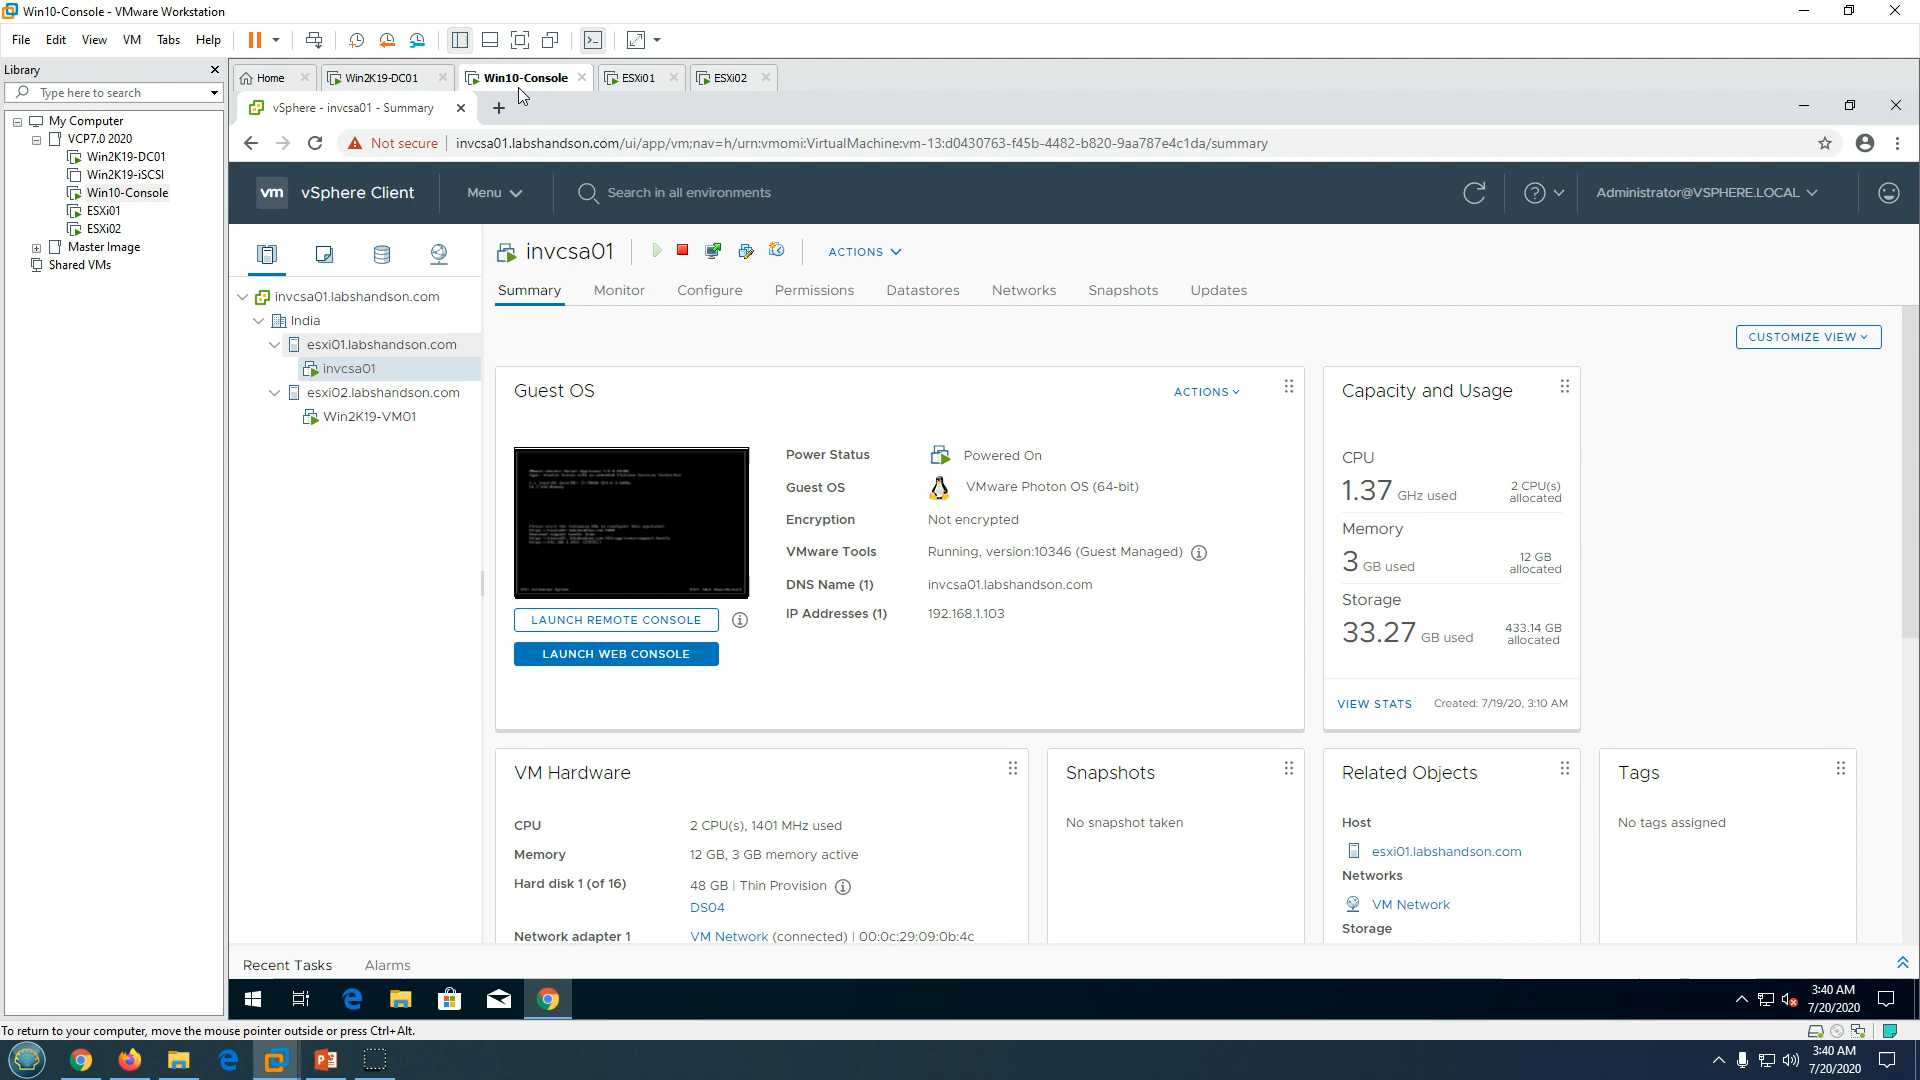 Win10-Console - VMware Workstation
File Edit View VM Tabs Help
Library
Type here to search
My Computer
VCP7.0 2020
Win2K19-DC01
Win2K19-iSCSI
Win10-Console
ESXi01
ESXi02
Master Image
Shared VMs
Home Win2K19-DC01 Win10-Console ESXi01 ESXi02
vSphere - invcsa01 - Summary
Not secure invcsa01.labshandson.com/ui/app/vm;nav=h/urn:vmomi:VirtualMachine:vm-13:d0430763-f45b-4482-b820-9aa787e4c1da/summary
vm vSphere Client Menu Search in all environments Administrator@VSPHERE.LOCAL
invcsa01.labshandson.com
India
esxi01.labshandson.com
invcsa01
esxi02.labshandson.com
Win2K19-VM01
invcsa01 ACTIONS
Summary Monitor Configure Permissions Datastores Networks Snapshots Updates
CUSTOMIZE VIEW
Guest OS ACTIONS
Power Status Powered On
Guest OS VMware Photon OS (64-bit)
Encryption Not encrypted
VMware Tools Running, version:10346 (Guest Managed)
DNS Name (1) invcsa01.labshandson.com
IP Addresses (1) 192.168.1.103
LAUNCH REMOTE CONSOLE
LAUNCH WEB CONSOLE
Capacity and Usage
CPU
1.37 GHz used 2 CPU(s) allocated
Memory
3 GB used 12 GB allocated
Storage
33.27 GB used 433.14 GB allocated
VIEW STATS Created: 7/19/20, 3:10 AM
VM Hardware
CPU 2 CPU(s), 1401 MHz used
Memory 12 GB, 3 GB memory active
Hard disk 1 (of 16) 48 GB | Thin Provision
DS04
Network adapter 1 VM Network (connected) | 00:0c:29:09:0b:4c
Snapshots
No snapshot taken
Related Objects
Host
esxi01.labshandson.com
Networks
VM Network
Storage
Tags
No tags assigned
Recent Tasks Alarms
3:40 AM
7/20/2020
To return to your computer, move the mouse pointer outside or press Ctrl+Alt.
3:40 AM
7/20/2020